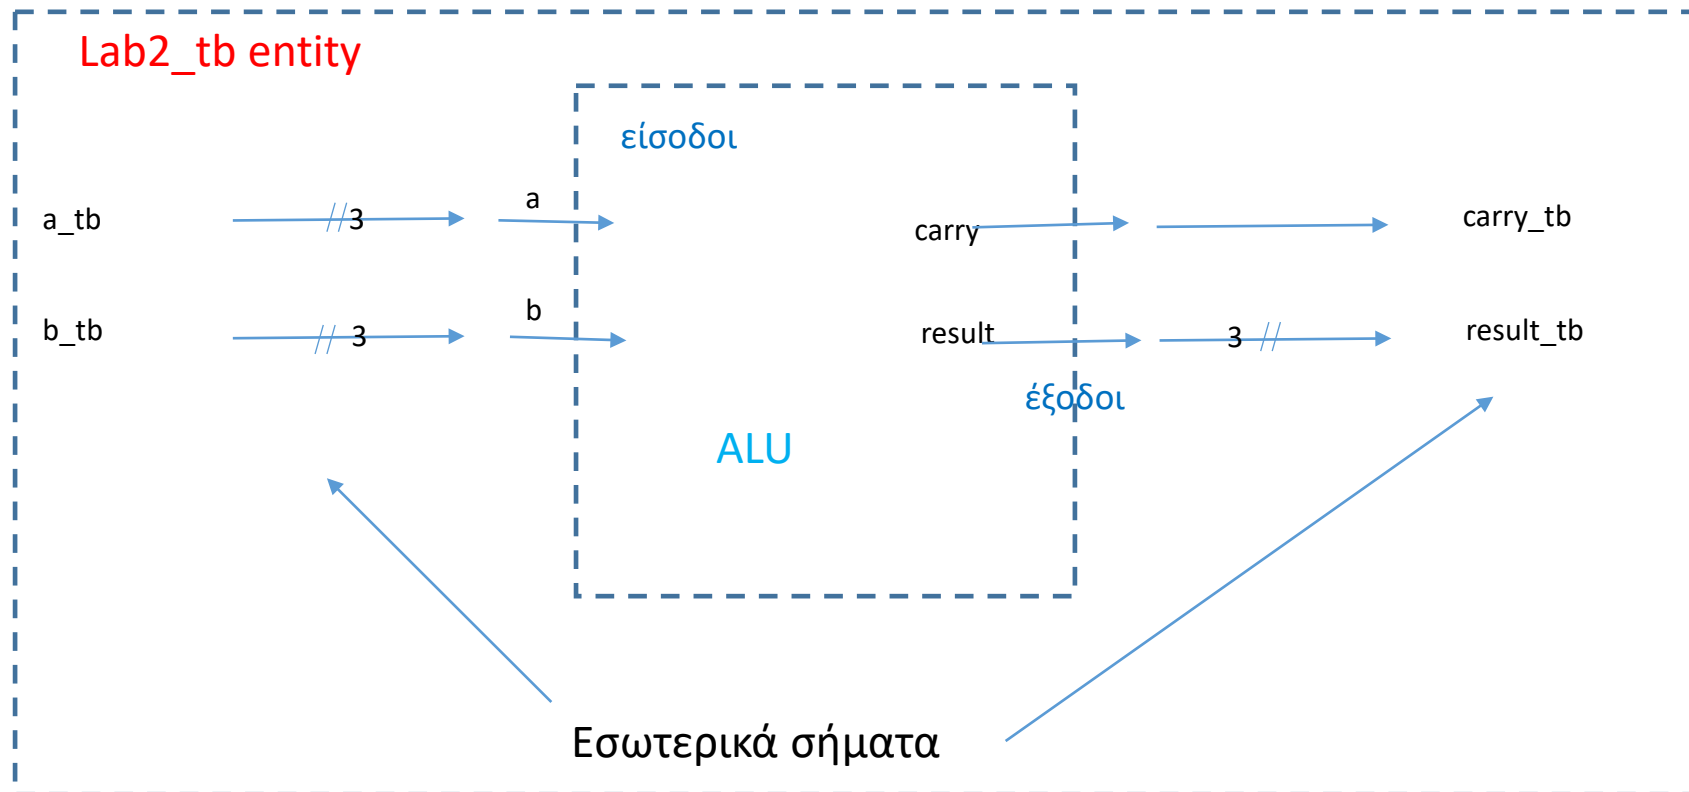 Lab2_tb entity
είσοδοι
a_tb
3
a
carry
carry_tb
b_tb
3
b
result
3
result_tb
έξοδοι
ALU
Εσωτερικά σήματα